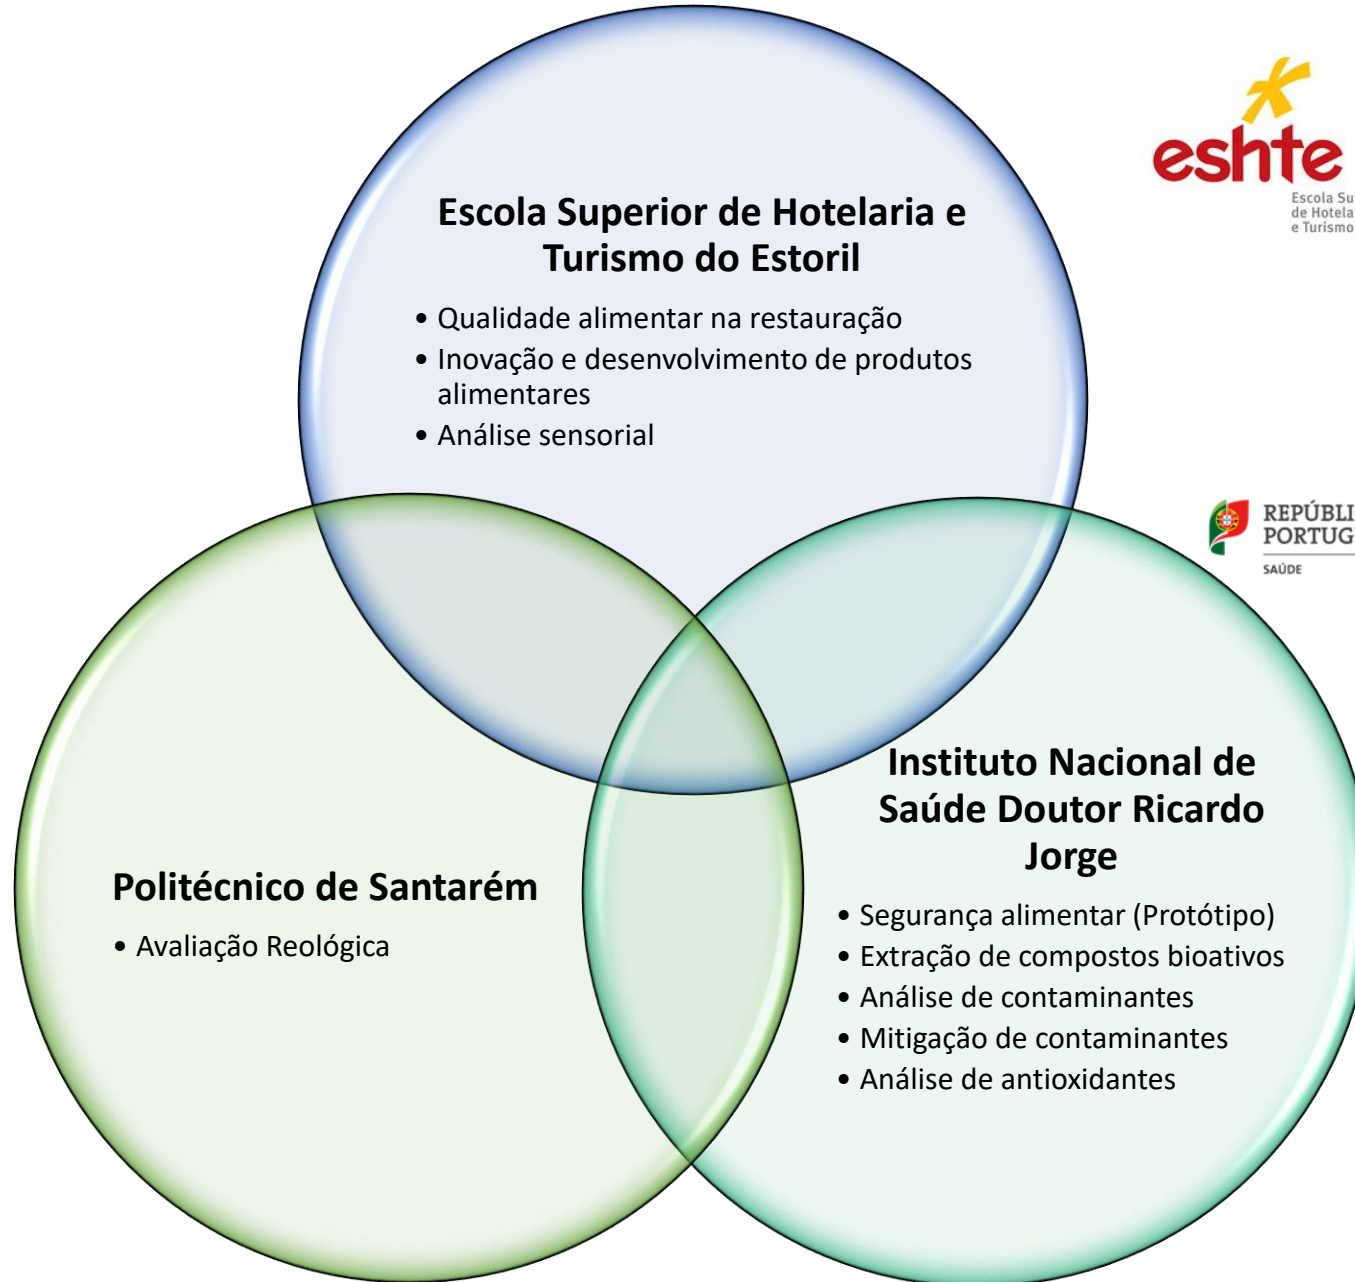 eshte
Escola Su
de Hotela
e Turismo
Escola Superior de Hotelaria e
Turismo do Estoril
• Qualidade alimentar na restauração
• Inovação e desenvolvimento de produtos
alimentares
• Análise sensorial
REPÚBLI
PORTUG
SAÚDE
Instituto Nacional de
Saúde Doutor Ricardo
Jorge
• Segurança alimentar (Protótipo)
• Extração de compostos bioativos
• Análise de contaminantes
• Mitigação de contaminantes
• Análise de antioxidantes
Politécnico de Santarém
• Avaliação Reológica